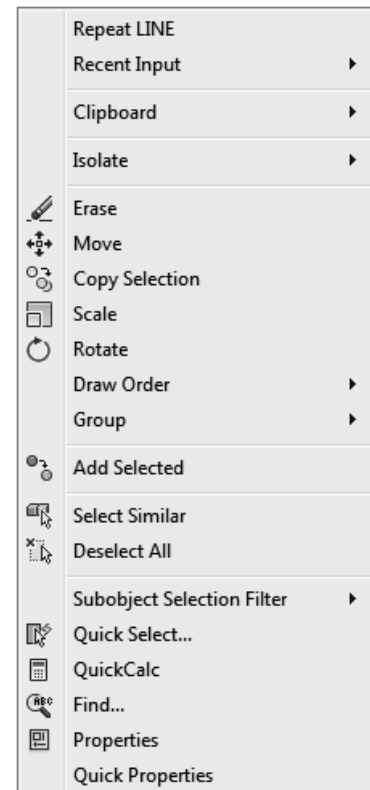 Repeat LINE
Recent Input
Clipboard
Isolate
Erase
Move
Copy Selection
Scale
Rotate
Draw Order
Group
Add Selected
Select Similar
Deselect All
Subobject Selection Filter
Quick Select...
QuickCalc
ABC
Find...
Properties
Quick Properties